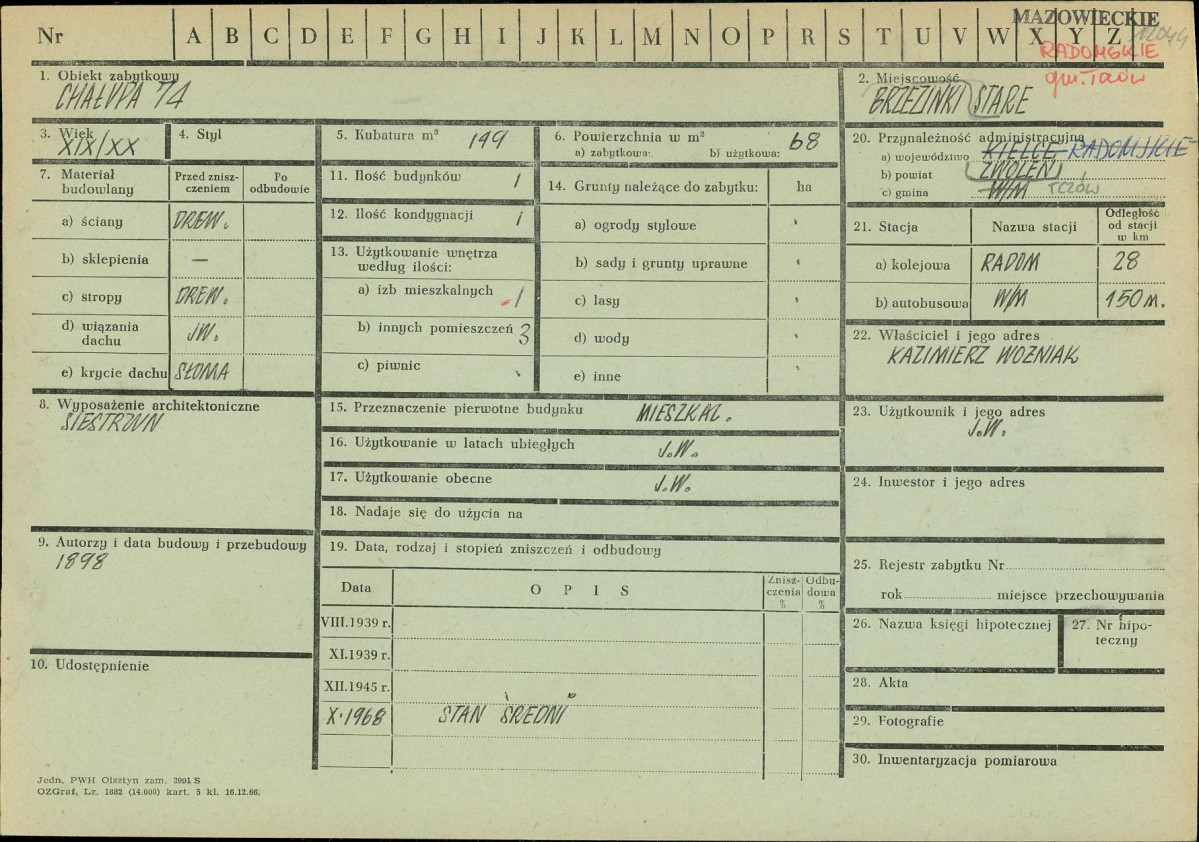 MAZOWIECKIE
Nr A B C D E F G H I J K L M N O P R S T U V W X Y Z
RADOMSKIE
gm. Tczów
1. Obiekt zabytkowy
CHAŁUPA 74
2. Miejscowość
BRZEZINKI STARE
3. Wiek
XIX/XX
4. Styl
5. Kubatura m³ 149
6. Powierzchnia w m² 68
a) zabytkowa: b) użytkowa:
20. Przynależność administracyjna
a) województwo KIELCE RADOMSKIE
b) powiat ZWOLEŃ
c) gmina W/M TCZÓW
7. Materiał budowlany
Przed zniszczeniem
Po odbudowie
a) ściany DREW.
b) sklepienia —
c) stropy DREW.
d) wiązania dachu JW.
e) krycie dachu SŁOMA
11. Ilość budynków 1
12. Ilość kondygnacji 1
13. Użytkowanie wnętrza według ilości:
a) izb mieszkalnych 1
b) innych pomieszczeń 3
c) piwnic
14. Grunty należące do zabytku: ha
a) ogrody stylowe
b) sady i grunty uprawne
c) lasy
d) wody
e) inne
21. Stacja Nazwa stacji Odległość od stacji w km
a) kolejowa RADOM 28
b) autobusowa W/M 150 M.
22. Właściciel i jego adres
KAZIMIERZ WOZNIAK
8. Wyposażenie architektoniczne
SIESTRZAN
15. Przeznaczenie pierwotne budynku MIESZKAL.
16. Użytkowanie w latach ubiegłych J.W.
17. Użytkowanie obecne J.W.
18. Nadaje się do użycia na
23. Użytkownik i jego adres
J.W.
24. Inwestor i jego adres
9. Autorzy i data budowy i przebudowy
1898
19. Data, rodzaj i stopień zniszczeń i odbudowy
Data O P I S Zniszczenia % Odbudowa %
VIII.1939 r.
XI.1939 r.
XII.1945 r.
X.1968 STAN ŚREDNI
10. Udostępnienie
25. Rejestr zabytku Nr
rok miejsce przechowywania
26. Nazwa księgi hipotecznej
27. Nr hipoteczny
28. Akta
29. Fotografie
30. Inwentaryzacja pomiarowa
Jedn. PWH Olsztyn zam. 3991 S
OZGraf. Lz. 1882 (14.000) kart. 5 kl. 16.12.66.